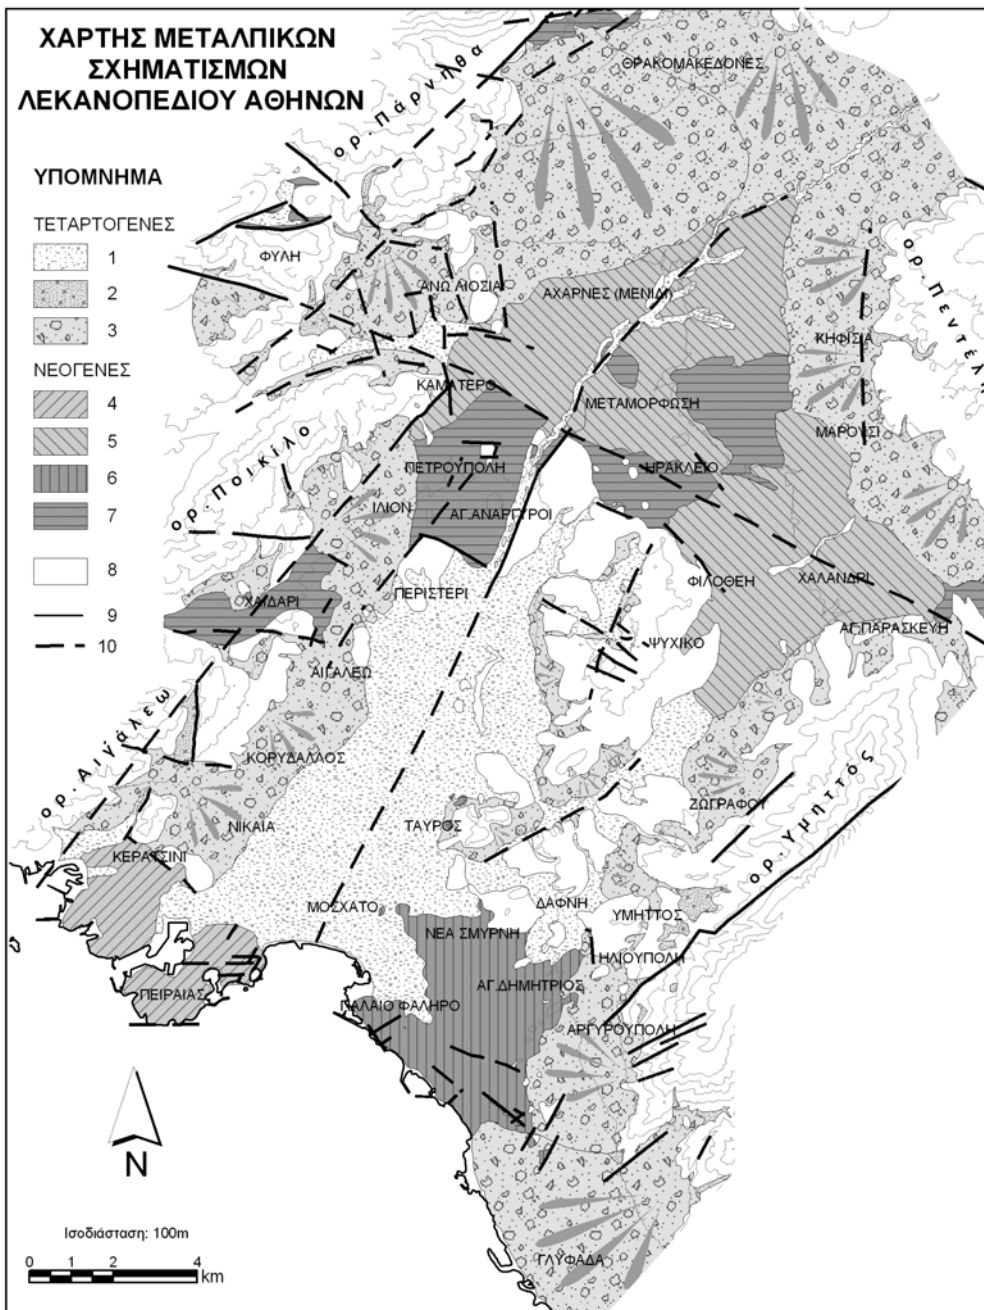 ΧΑΡΤΗΣ ΜΕΤΑΛΠΙΚΩΝ
ΣΧΗΜΑΤΙΣΜΩΝ
ΛΕΚΑΝΟΠΕΔΙΟΥ ΑΘΗΝΩΝ
ΥΠΟΜΝΗΜΑ
ΤΕΤΑΡΤΟΓΕΝΕΣ
1
2
3
ΝΕΟΓΕΝΕΣ
4
5
6
7
8
9
10
ορ.Πάρνηθα
ΘΡΑΚΟΜΑΚΕΔΟΝΕΣ
ΦΥΛΗ
ΑΝΩ ΛΙΟΣΙΑ
ΑΧΑΡΝΕΣ (ΜΕΝΙΔΙ)
ορ.Πεντέλη
ΚΗΦΙΣΙΑ
ΚΑΜΑΤΕΡΟ
ΜΕΤΑΜΟΡΦΩΣΗ
ΜΑΡΟΥΣΙ
ορ.Ποικίλο
ΠΕΤΡΟΥΠΟΛΗ
ΗΡΑΚΛΕΙΟ
ΙΛΙΟΝ
ΑΓ.ΑΝΑΡΓΥΡΟΙ
ΦΙΛΟΘΕΗ
ΧΑΛΑΝΔΡΙ
ΠΕΡΙΣΤΕΡΙ
ΧΑΙΔΑΡΙ
ΑΓ.ΠΑΡΑΣΚΕΥΗ
ΨΥΧΙΚΟ
ΑΙΓΑΛΕΩ
ορ.Αιγάλεω
ΚΟΡΥΔΑΛΛΟΣ
ορ.Υμηττός
ΖΩΓΡΑΦΟΥ
ΝΙΚΑΙΑ
ΤΑΥΡΟΣ
ΚΕΡΑΤΣΙΝΙ
ΜΟΣΧΑΤΟ
ΔΑΦΝΗ
ΥΜΗΤΤΟΣ
ΝΕΑ ΣΜΥΡΝΗ
ΗΛΙΟΥΠΟΛΗ
ΑΓ.ΔΗΜΗΤΡΙΟΣ
ΠΕΙΡΑΙΑΣ
ΠΑΛΑΙΟ ΦΑΛΗΡΟ
ΑΡΓΥΡΟΥΠΟΛΗ
N
Ισοδιάσταση: 100m
0 1 2 4
km
ΓΛΥΦΑΔΑ